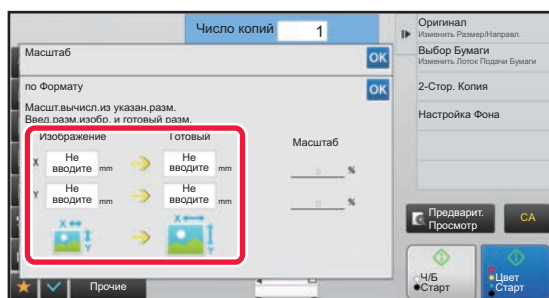 Число копий 1
Масштаб
OK
по Формату
OK
Масшт.вычисл.из указан.разм.
Введ.разм.изобр. и готовый разм.
Изображение Готовый
Масштаб
X Не вводите mm Не вводите mm %
Y Не вводите mm Не вводите mm %
X Y X Y
Прочие
Оригинал
Изменить Размер/Направл.
Выбор Бумаги
Изменить Лоток Подачи Бумаги
2-Стор. Копия
Настройка Фона
Предварит.
Просмотр
CA
Ч/Б
Старт
Цвет
Старт